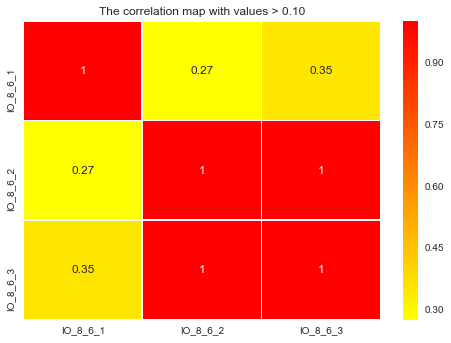 The correlation map with values > 0.10
IO_8_6_1
1
0.27
0.35
IO_8_6_2
0.27
1
1
IO_8_6_3
0.35
1
1
IO_8_6_1
IO_8_6_2
IO_8_6_3
0.90
0.75
0.60
0.45
0.30